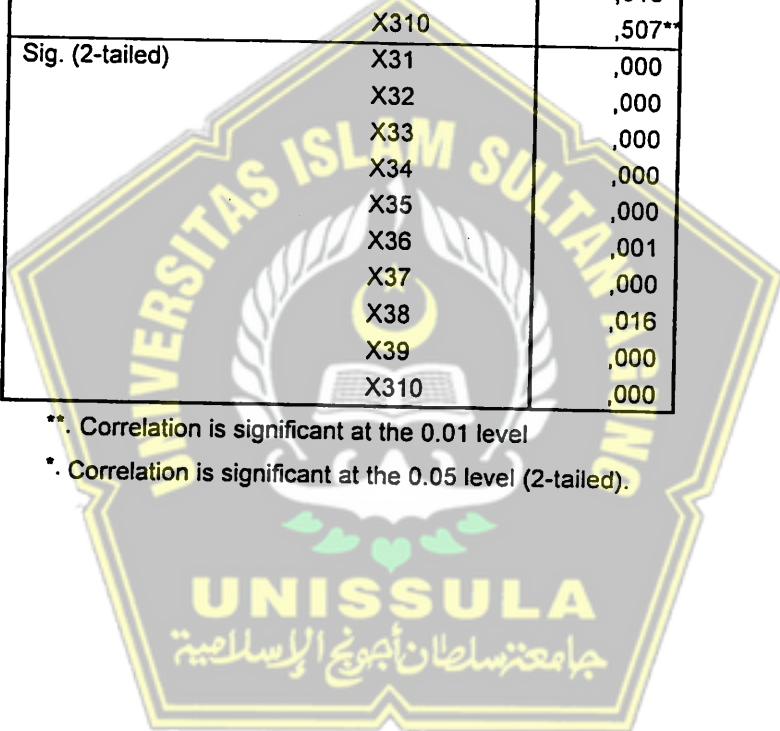 X310 ,507**
Sig. (2-tailed) X31 ,000
X32 ,000
X33 ,000
X34 ,000
X35 ,000
X36 ,001
X37 ,000
X38 ,016
X39 ,000
X310 ,000
**. Correlation is significant at the 0.01 level
*. Correlation is significant at the 0.05 level (2-tailed).
UNIVERSITAS ISLAM SULTAN AGUNG
UNISSULA
جامعة سلطان أجونج الإسلامية